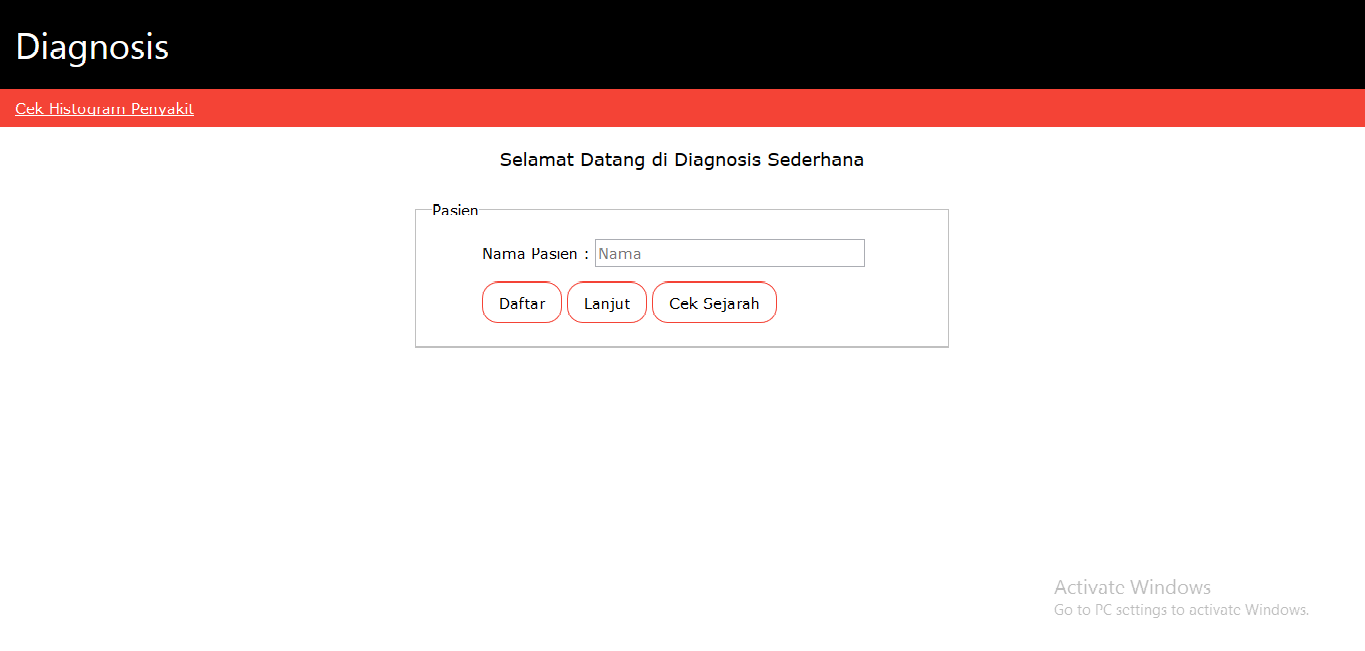 Diagnosis
Cek Histogram Penyakit
Selamat Datang di Diagnosis Sederhana
Pasien
Nama Pasien : Nama
Daftar Lanjut Cek Sejarah
Activate Windows
Go to PC settings to activate Windows.